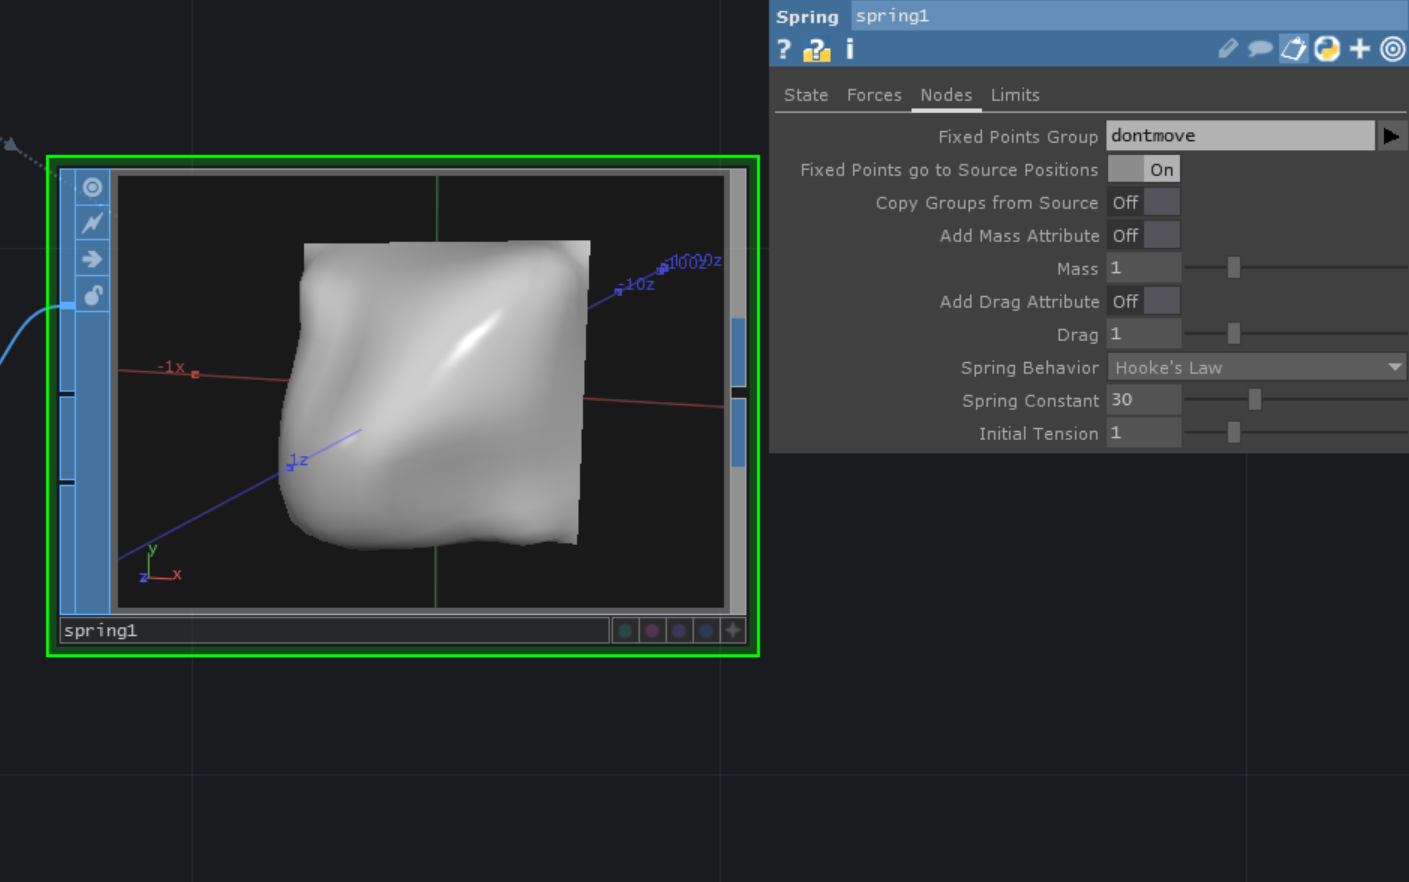 Spring spring1
? ? i
State Forces Nodes Limits
Fixed Points Group dontmove
Fixed Points go to Source Positions On
Copy Groups from Source Off
Add Mass Attribute Off
Mass 1
Add Drag Attribute Off
Drag 1
Spring Behavior Hooke's Law
Spring Constant 30
Initial Tension 1
-10z
-1x
1z
y
z x
spring1